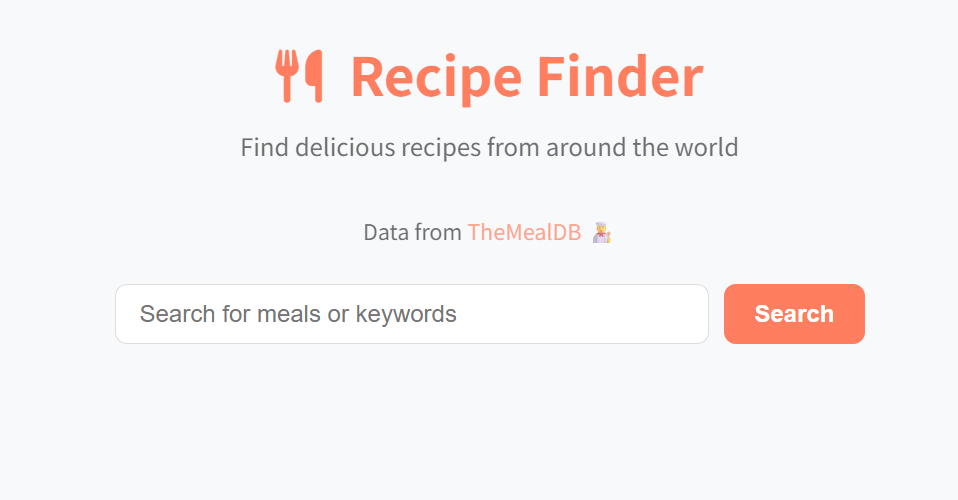 Recipe Finder
Find delicious recipes from around the world
Data from TheMealDB
Search for meals or keywords
Search